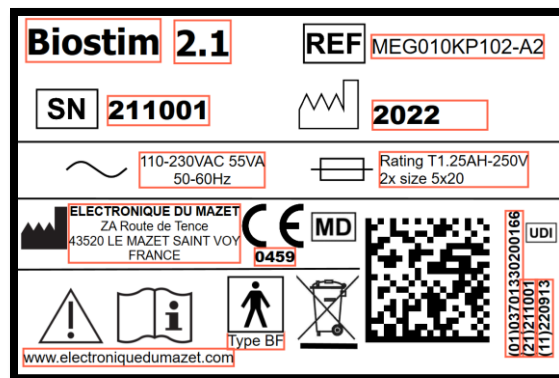 Biostim 2.1
REF MEG010KP102-A2
SN 211001
2022
110-230VAC 55VA
50-60Hz
Rating T1.25AH-250V
2x size 5x20
ELECTRONIQUE DU MAZET
ZA Route de Tence
43520 LE MAZET SAINT VOY
FRANCE
CE
0459
MD
UDI
(01)03701330200166
(21)211001
(11)220913
Type BF
www.electroniquedumazet.com